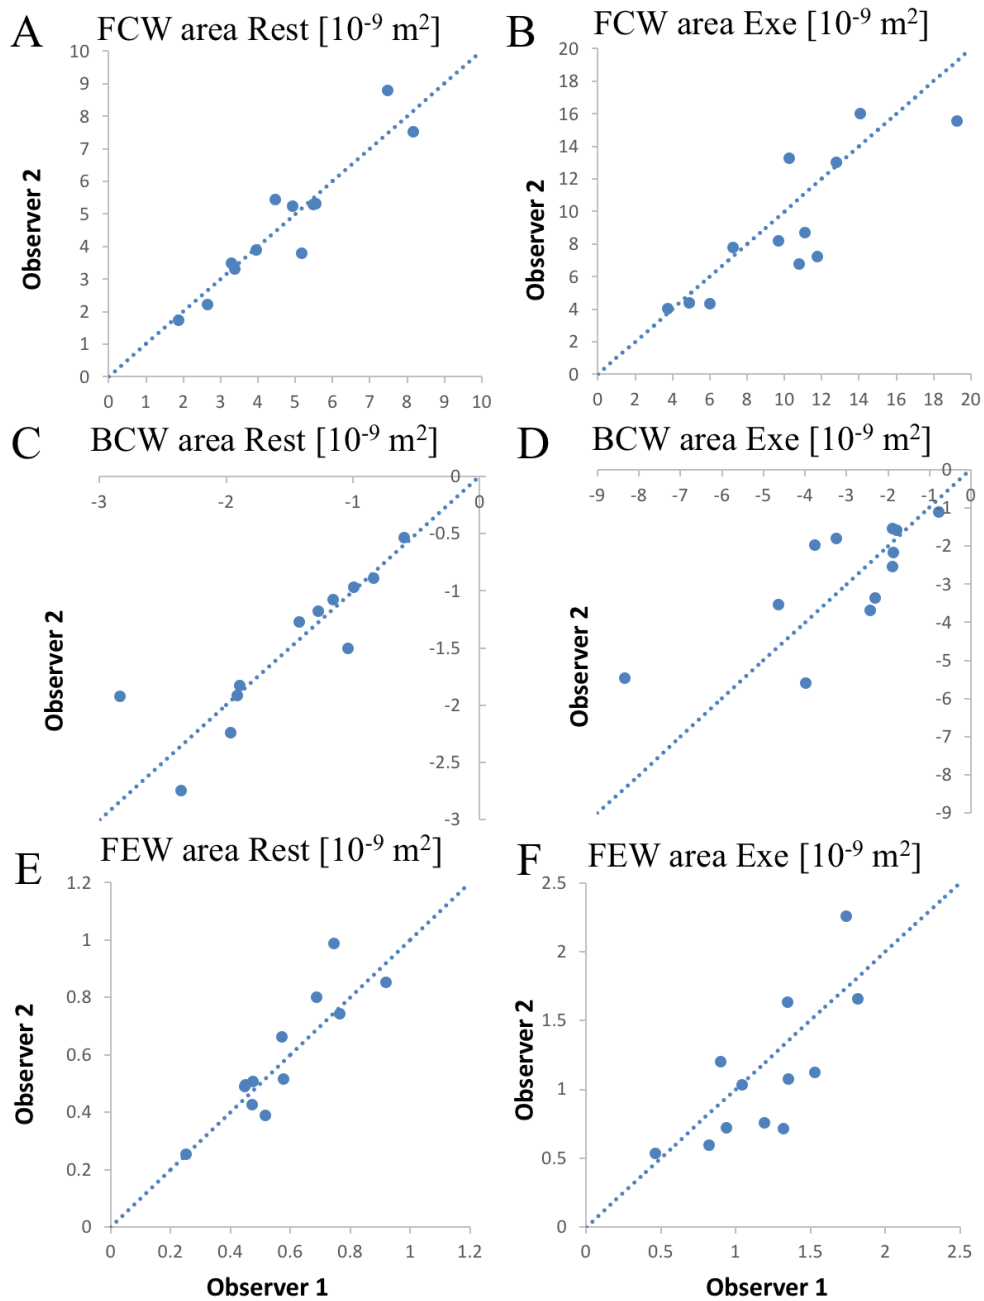 A FCW area Rest [10⁻⁹ m²]
10
9
8
7
6
5
4
3
2
1
0
Observer 2
0 1 2 3 4 5 6 7 8 9 10
B FCW area Exe [10⁻⁹ m²]
20
18
16
14
12
10
8
6
4
2
0
Observer 2
0 2 4 6 8 10 12 14 16 18 20
C BCW area Rest [10⁻⁹ m²]
-3 -2 -1 0
0
-0.5
-1
-1.5
-2
-2.5
-3
Observer 2
D BCW area Exe [10⁻⁹ m²]
-9 -8 -7 -6 -5 -4 -3 -2 -1 0
0
-1
-2
-3
-4
-5
-6
-7
-8
-9
Observer 2
E FEW area Rest [10⁻⁹ m²]
1.2
1
0.8
0.6
0.4
0.2
0
Observer 2
0 0.2 0.4 0.6 0.8 1 1.2
Observer 1
F FEW area Exe [10⁻⁹ m²]
2.5
2
1.5
1
0.5
0
Observer 2
0 0.5 1 1.5 2 2.5
Observer 1